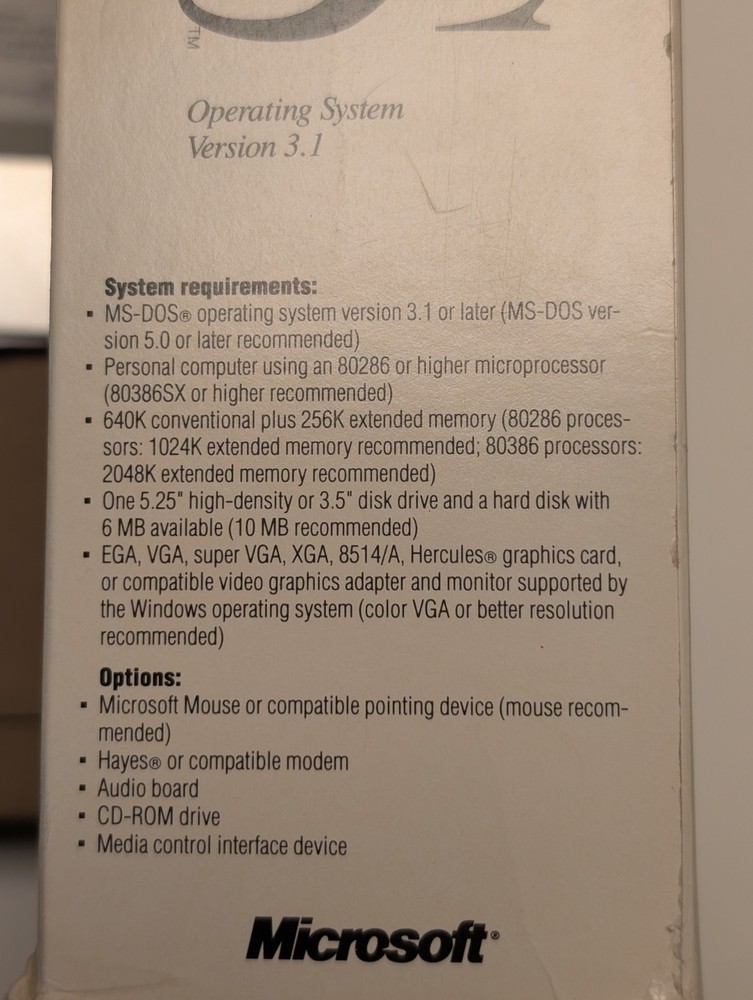 TM
Operating System
Version 3.1
System requirements:
▪ MS-DOS® operating system version 3.1 or later (MS-DOS ver-
sion 5.0 or later recommended)
▪ Personal computer using an 80286 or higher microprocessor
(80386SX or higher recommended)
▪ 640K conventional plus 256K extended memory (80286 proces-
sors: 1024K extended memory recommended; 80386 processors:
2048K extended memory recommended)
▪ One 5.25" high-density or 3.5" disk drive and a hard disk with
6 MB available (10 MB recommended)
▪ EGA, VGA, super VGA, XGA, 8514/A, Hercules® graphics card,
or compatible video graphics adapter and monitor supported by
the Windows operating system (color VGA or better resolution
recommended)
Options:
▪ Microsoft Mouse or compatible pointing device (mouse recom-
mended)
▪ Hayes® or compatible modem
▪ Audio board
▪ CD-ROM drive
▪ Media control interface device
Microsoft®